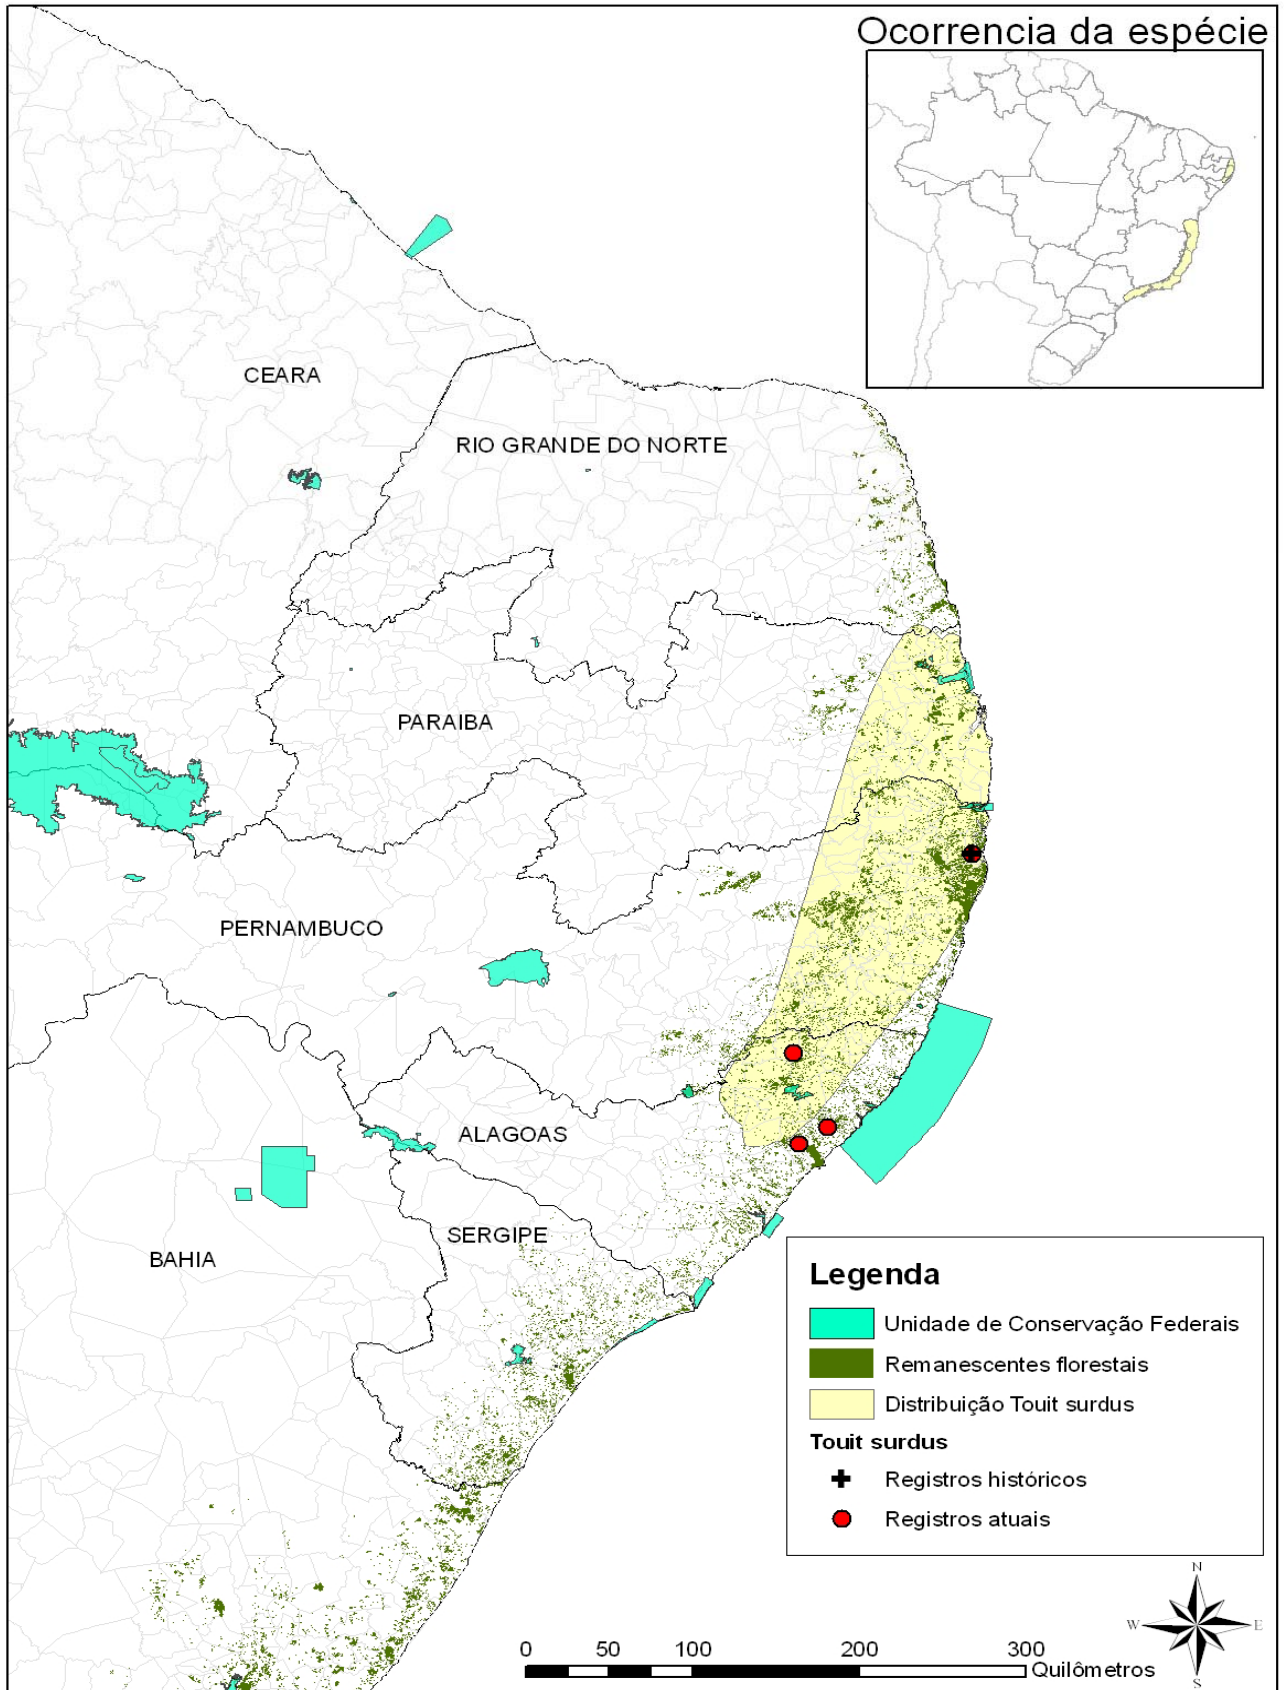 Ocorrencia da espécie
CEARA
RIO GRANDE DO NORTE
PARAIBA
PERNAMBUCO
ALAGOAS
SERGIPE
BAHIA
Legenda
Unidade de Conservação Federais
Remanescentes florestais
Distribuição Touit surdus
Touit surdus
Registros históricos
Registros atuais
N
W E
S
0 50 100 200 300
Quilômetros